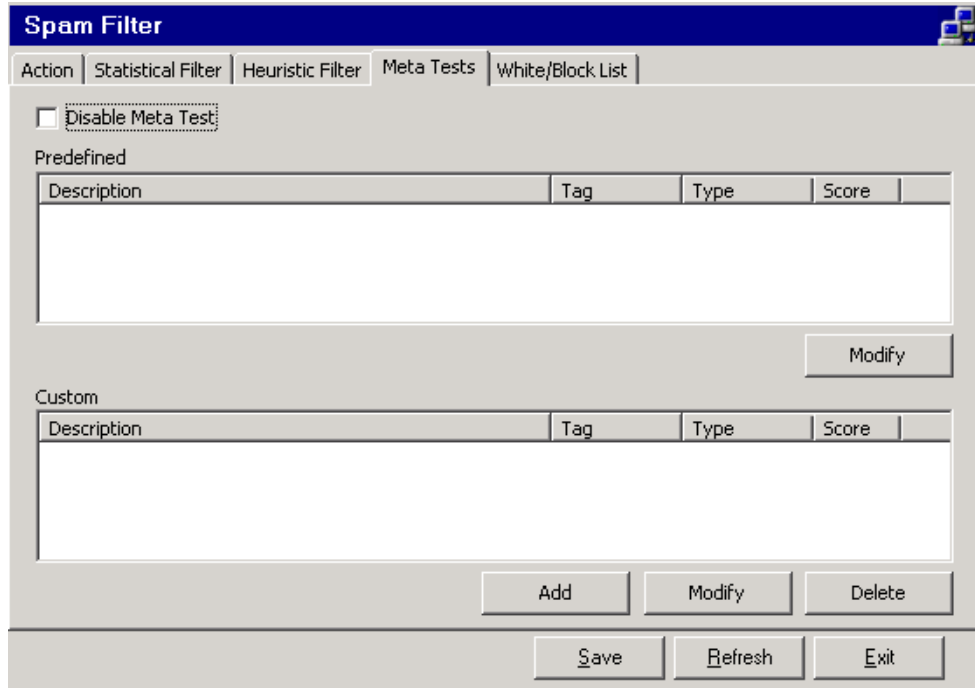 Spam Filter
Action Statistical Filter Heuristic Filter Meta Tests White/Block List
Disable Meta Test
Predefined
Description Tag Type Score
Modify
Custom
Description Tag Type Score
Add Modify Delete
Save Refresh Exit